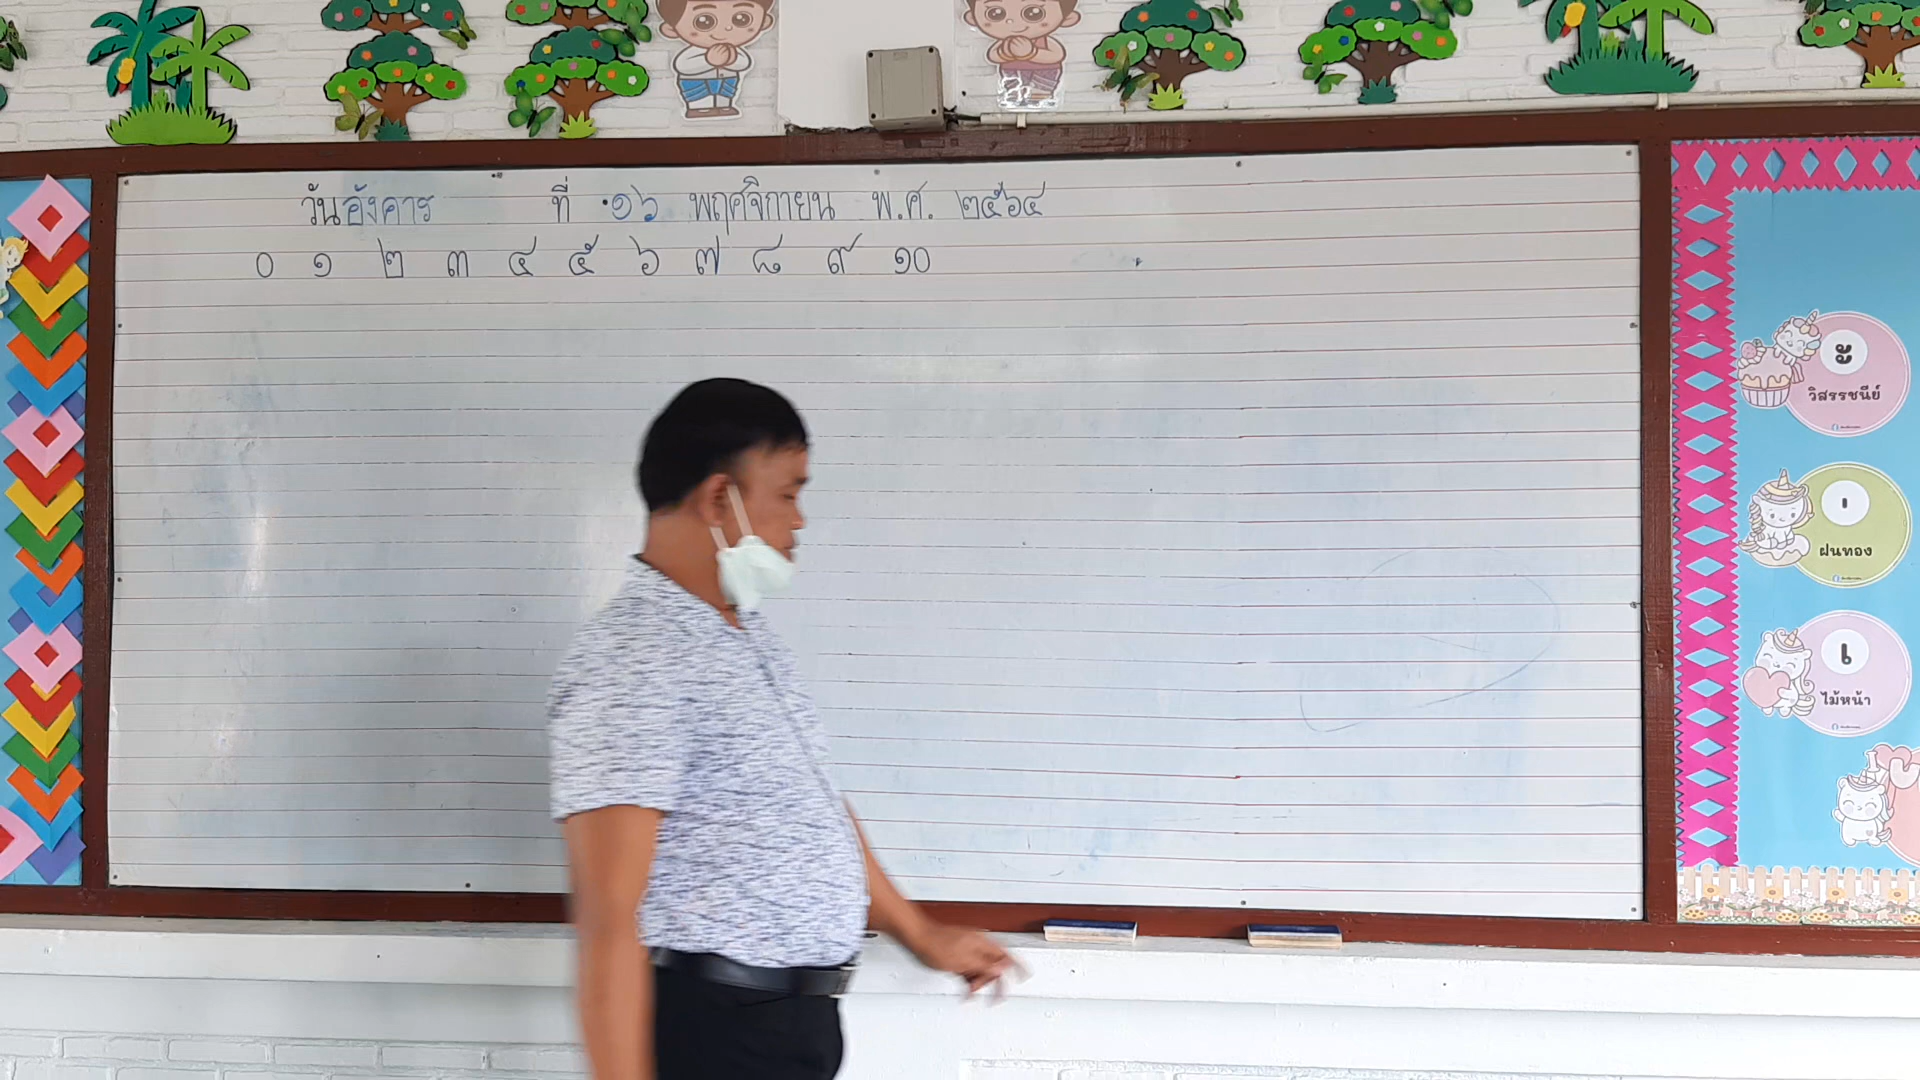 วันอังคาร ที่ ๑๖ พฤศจิกายน พ.ศ. ๒๕๖๔
๐ ๑ ๒ ๓ ๔ ๕ ๖ ๗ ๘ ๙ ๑๐
ะ
วิสรรชนีย์
า
ฝนทอง
เ
ไม้หน้า